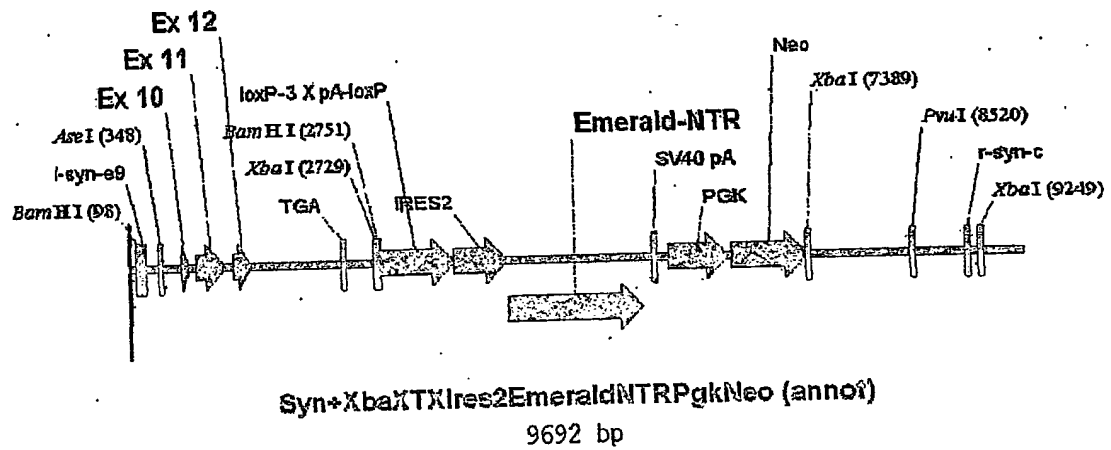 Ex 12
Ex 11
Ex 10
AseI (348)
l-syn-e9
BamHI (98)
loxP-3 X pA-loxP
BamHI (2751)
XbaI (2729)
TGA
IRES2
Emerald-NTR
SV40 pA
PGK
Neo
XbaI (7389)
PvuI (8520)
r-syn-c
XbaI (9249)
Syn+XbaXTXIres2EmeraldNTRPgkNeo
9692 bp